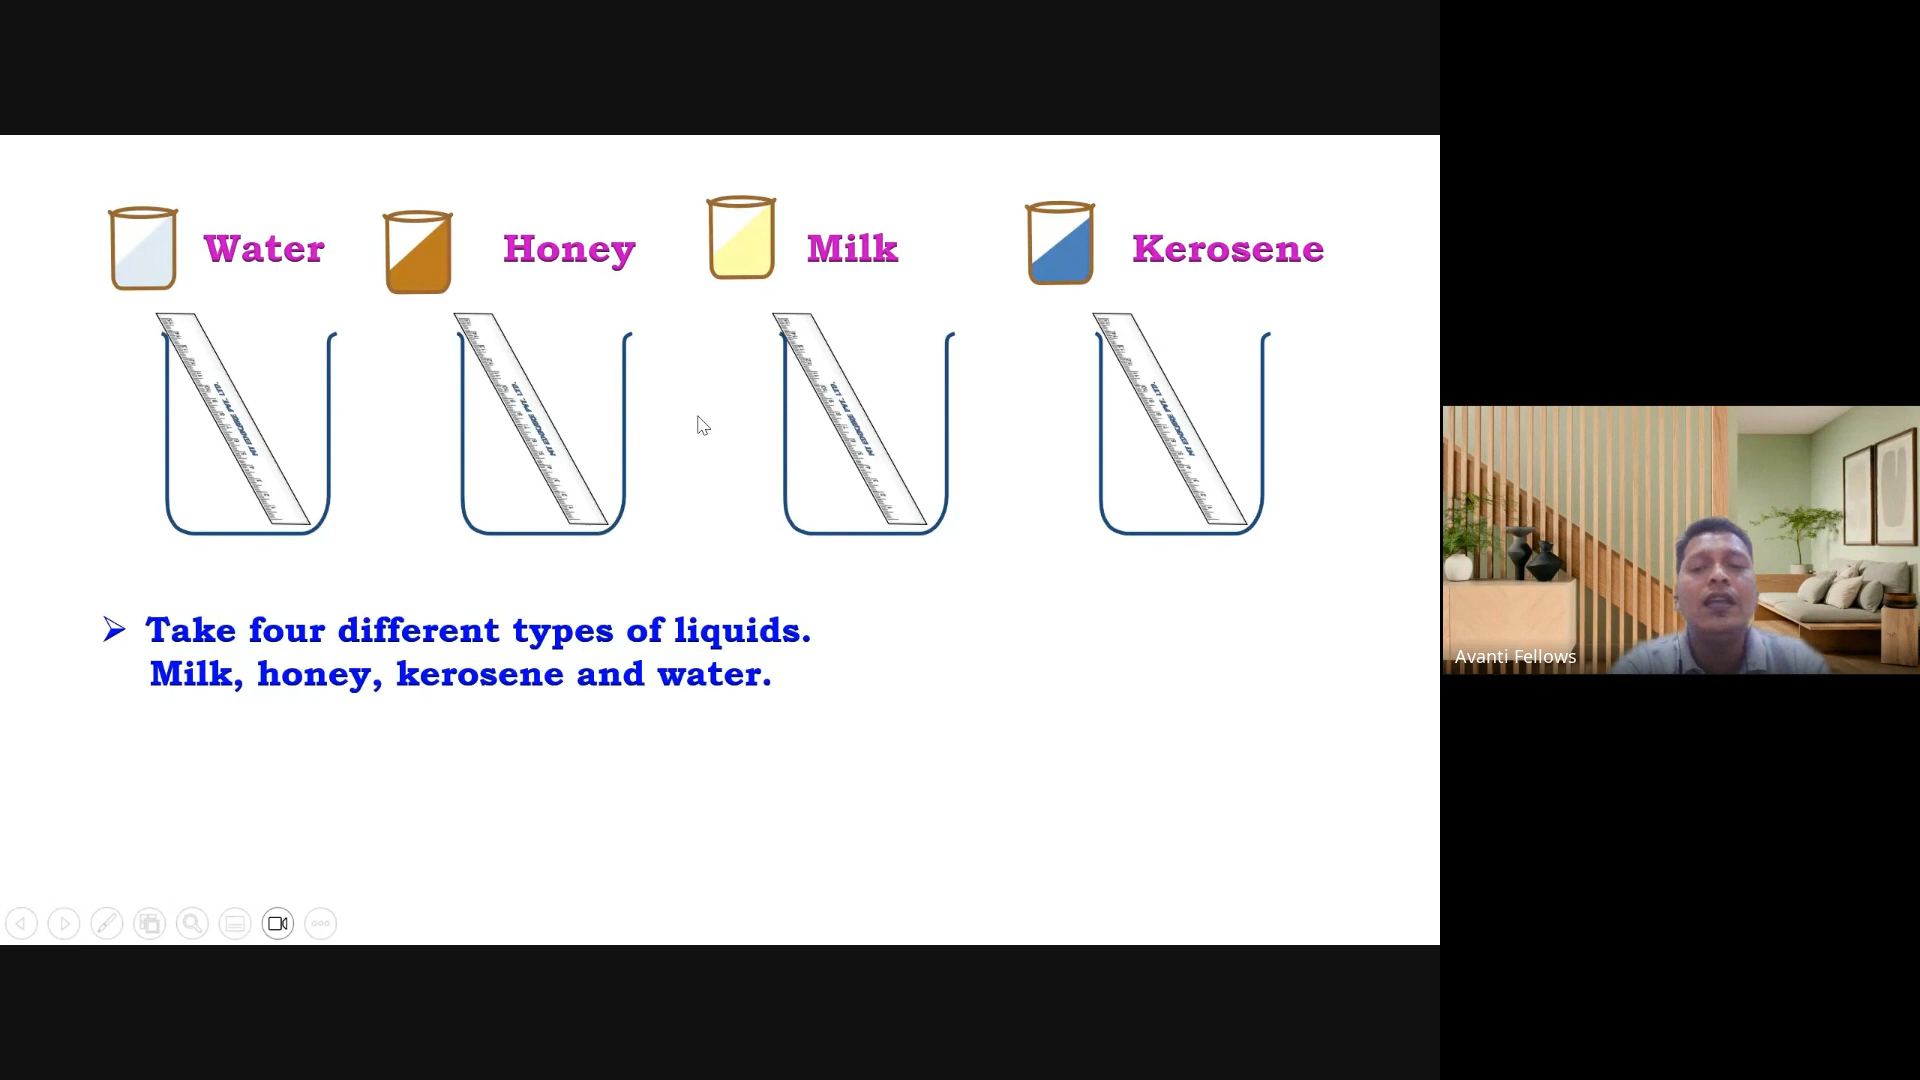 Water
Honey
Milk
Kerosene
➢ Take four different types of liquids.
Milk, honey, kerosene and water.
Avanti Fellows